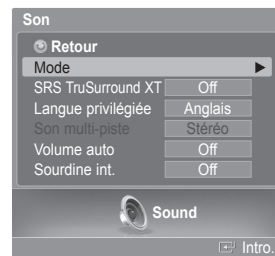 Son
Retour
Mode
SRS TruSurround XT Off
Langue privilégiée Anglais
Son multi-piste Stéréo
Volume auto Off
Sourdine int. Off
Sound
Intro.